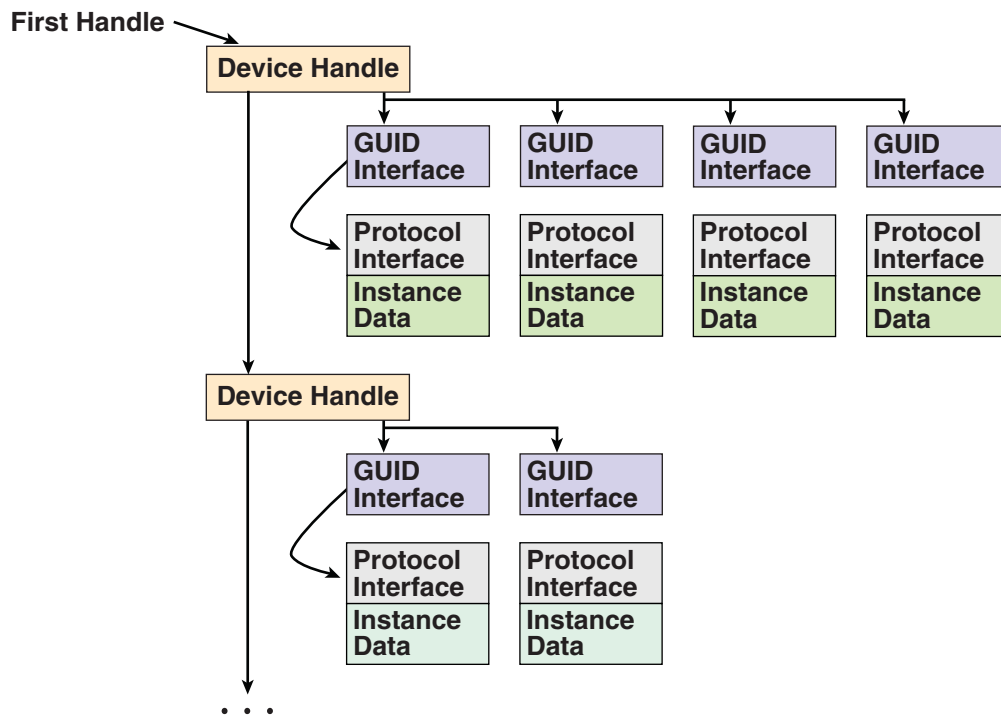 First Handle
Device Handle
GUID
Interface
GUID
Interface
GUID
Interface
GUID
Interface
Protocol
Interface
Protocol
Interface
Protocol
Interface
Protocol
Interface
Instance
Data
Instance
Data
Instance
Data
Instance
Data
Device Handle
GUID
Interface
GUID
Interface
Protocol
Interface
Protocol
Interface
Instance
Data
Instance
Data
. . .